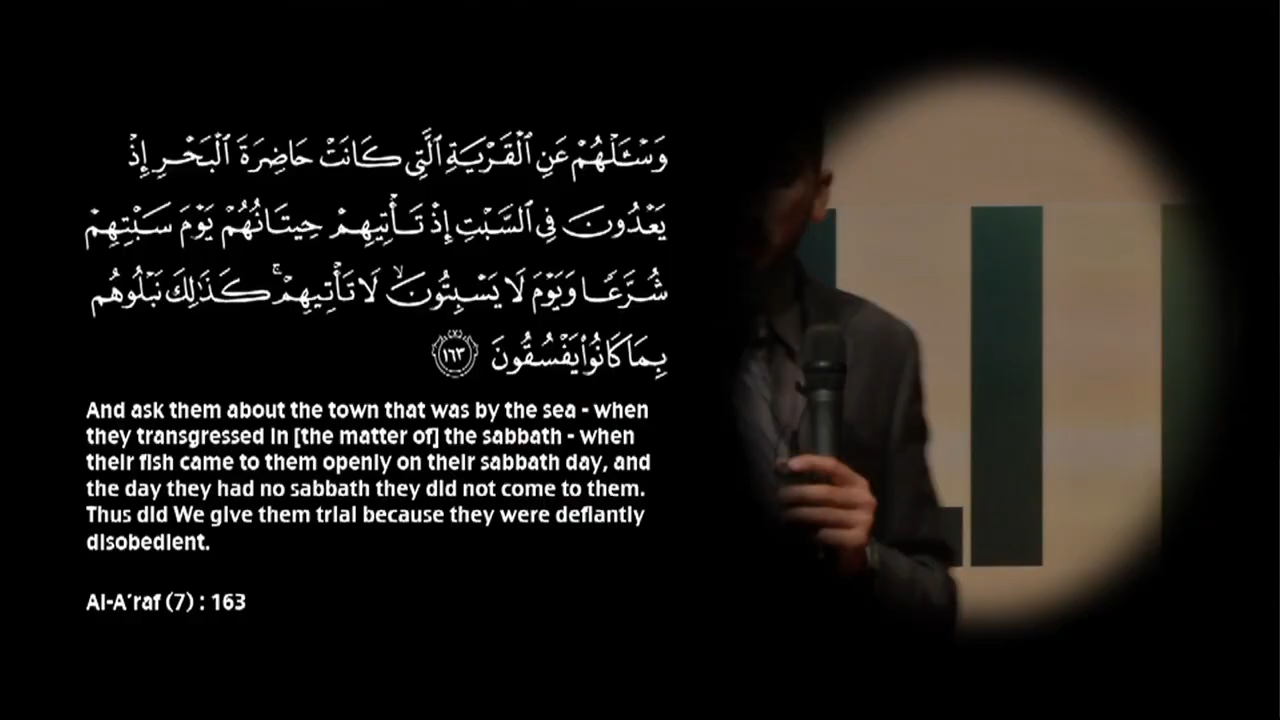 وَسْـَٔلْهُمْ عَنِ ٱلْقَرْيَةِ ٱلَّتِى كَانَتْ حَاضِرَةَ ٱلْبَحْرِ إِذْ
يَعْدُونَ فِى ٱلسَّبْتِ إِذْ تَأْتِيهِمْ حِيتَانُهُمْ يَوْمَ سَبْتِهِمْ
شُرَّعًا وَيَوْمَ لَا يَسْبِتُونَ ۙ لَا تَأْتِيهِمْ ۚ كَذَٰلِكَ نَبْلُوهُم
بِمَا كَانُوا۟ يَفْسُقُونَ ١٦٣
And ask them about the town that was by the sea - when
they transgressed in [the matter of] the sabbath - when
their fish came to them openly on their sabbath day, and
the day they had no sabbath they did not come to them.
Thus did We give them trial because they were defiantly
disobedient.
Al-A'raf (7) : 163